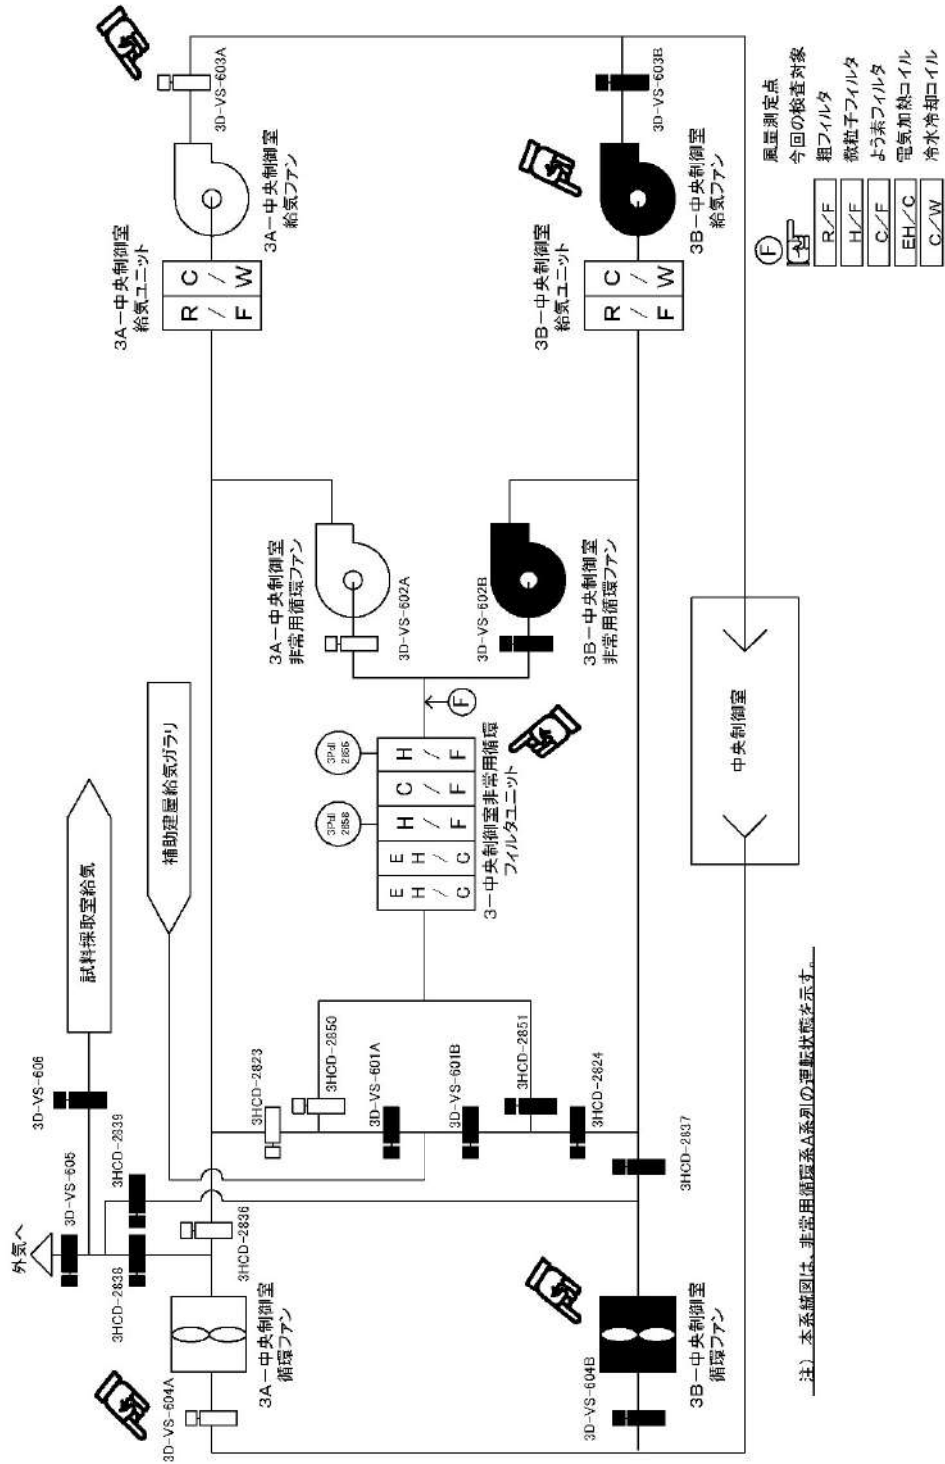 外気へ
3D-VS-605
3D-VS-606
試料採取室給気
補助建屋給気ガラリ
3HCD-2838
3HCD-2839
3HCD-2836
3HCD-2823
3HCD-2850
3D-VS-601A
3D-VS-601B
3HCD-2851
3HCD-2824
3HCD-2837
3D-VS-604A
3A－中央制御室
循環ファン
3D-VS-604B
3B－中央制御室
循環ファン
EH/C
EH/C
H/F
C/F
H/F
3－中央制御室非常用循環
フィルタユニット
3PdI
2856
3PdI
F
3D-VS-602A
3A－中央制御室
非常用循環ファン
3D-VS-602B
3B－中央制御室
非常用循環ファン
3A－中央制御室
給気ユニット
R/F
C/W
3A－中央制御室
給気ファン
3D-VS-603A
3B－中央制御室
給気ユニット
R/F
C/W
3B－中央制御室
給気ファン
3D-VS-603B
中央制御室
F 風量測定点
今回の検査対象
R/F 粗フィルタ
H/F 微粒子フィルタ
C/F よう素フィルタ
EH/C 電気加熱コイル
C/W 冷水冷却コイル
注）本系統図は、非常用循環系A系列の運転状態を示す。